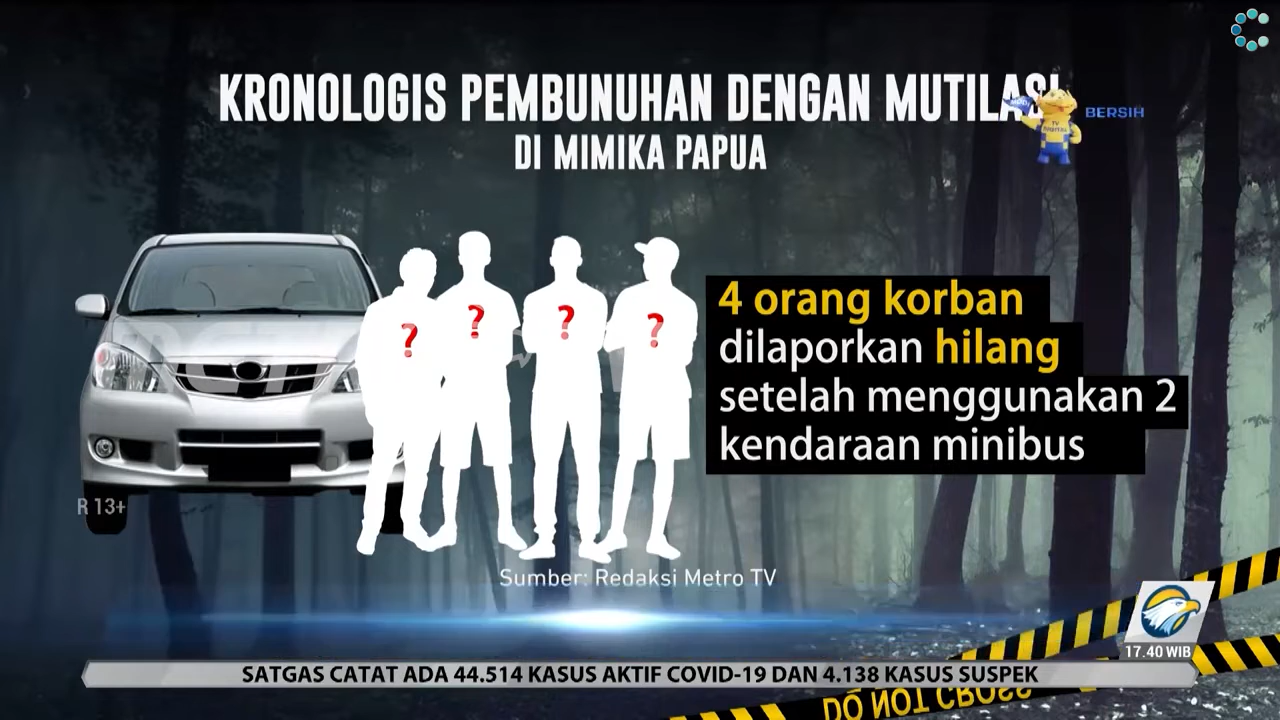 KRONOLOGIS PEMBUNUHAN DENGAN MUTILASI
BERSIH
TV
DIGITAL
DI MIMIKA PAPUA
? ? ? ?
4 orang korban
dilaporkan hilang
setelah menggunakan 2
kendaraan minibus
R 13+
Sumber: Redaksi Metro TV
17.40 WIB
SATGAS CATAT ADA 44.514 KASUS AKTIF COVID-19 DAN 4.138 KASUS SUSPEK
DO NOT CROSS